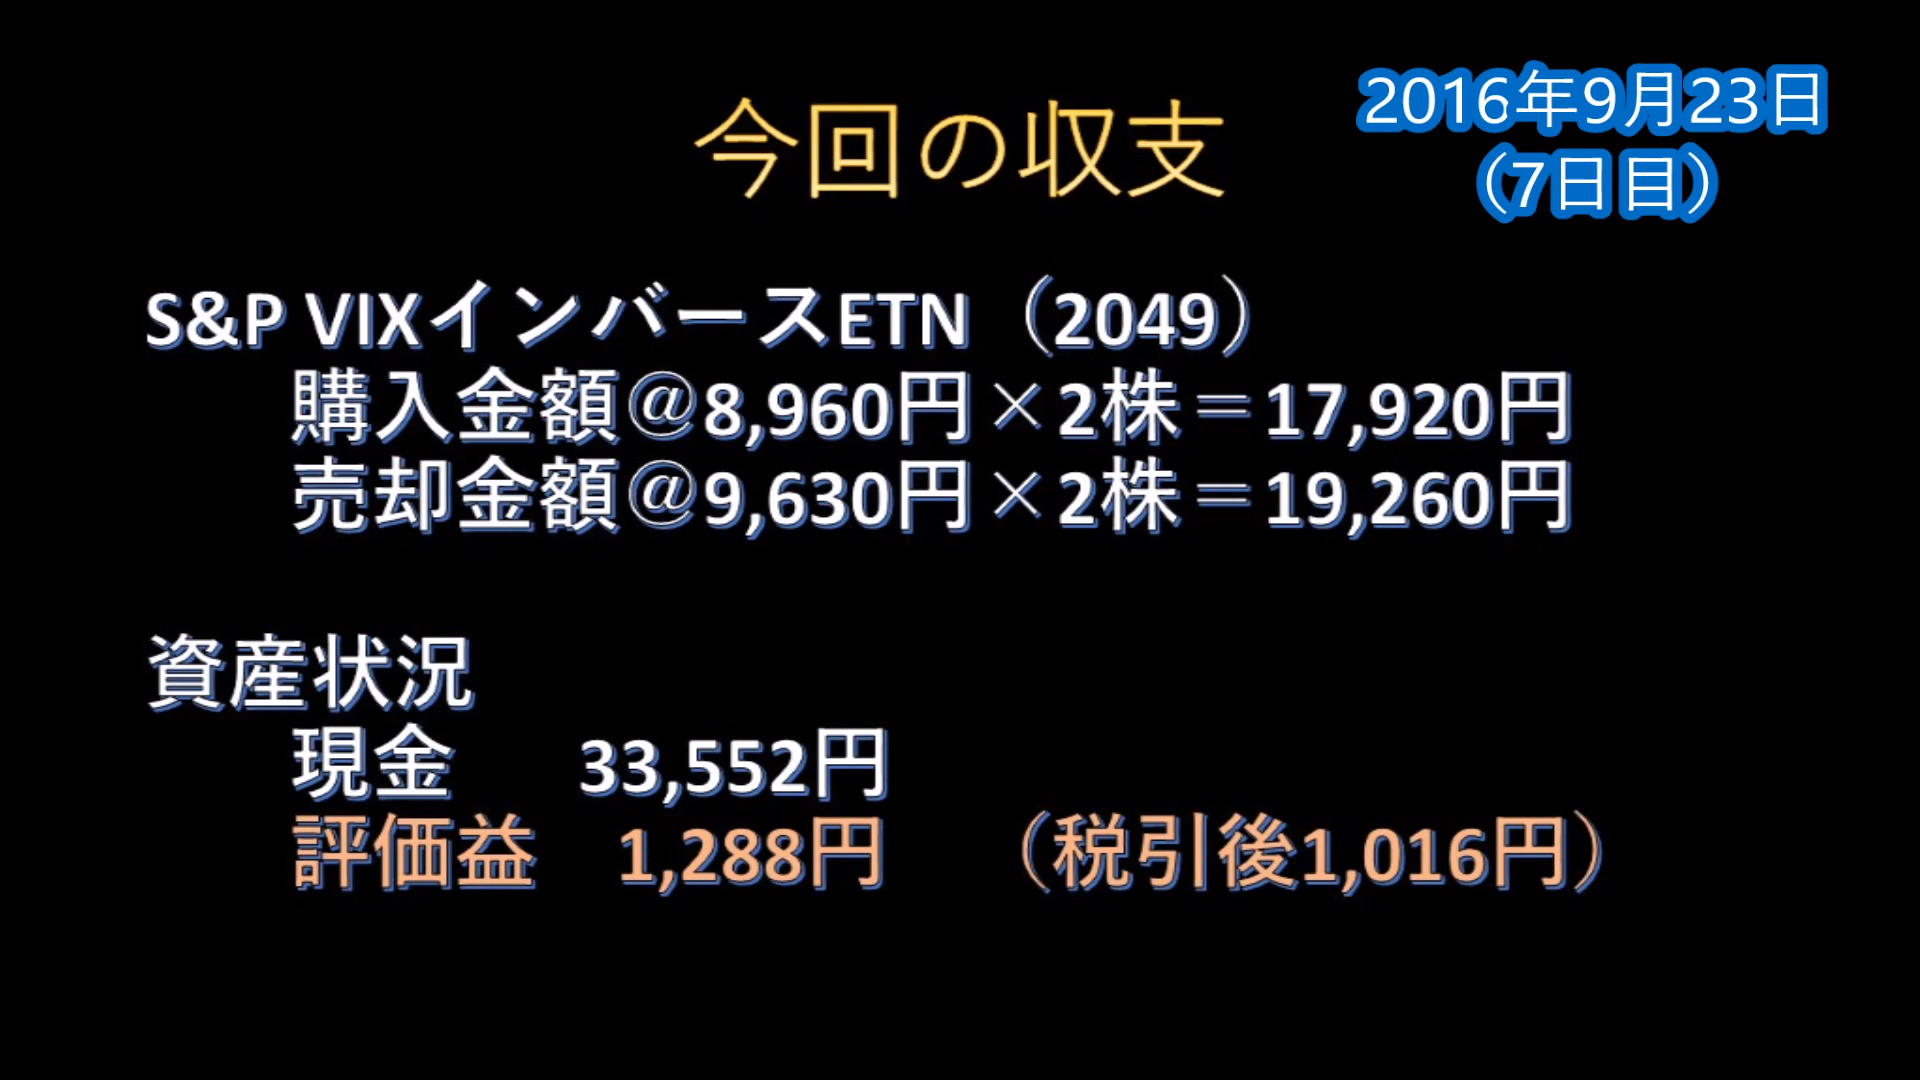 今回の収支
2016年9月23日
（7日目）
S&P VIXインバースETN（2049）
購入金額＠8,960円×2株＝17,920円
売却金額＠9,630円×2株＝19,260円
資産状況
現金　33,552円
評価益　1,288円　（税引後1,016円）